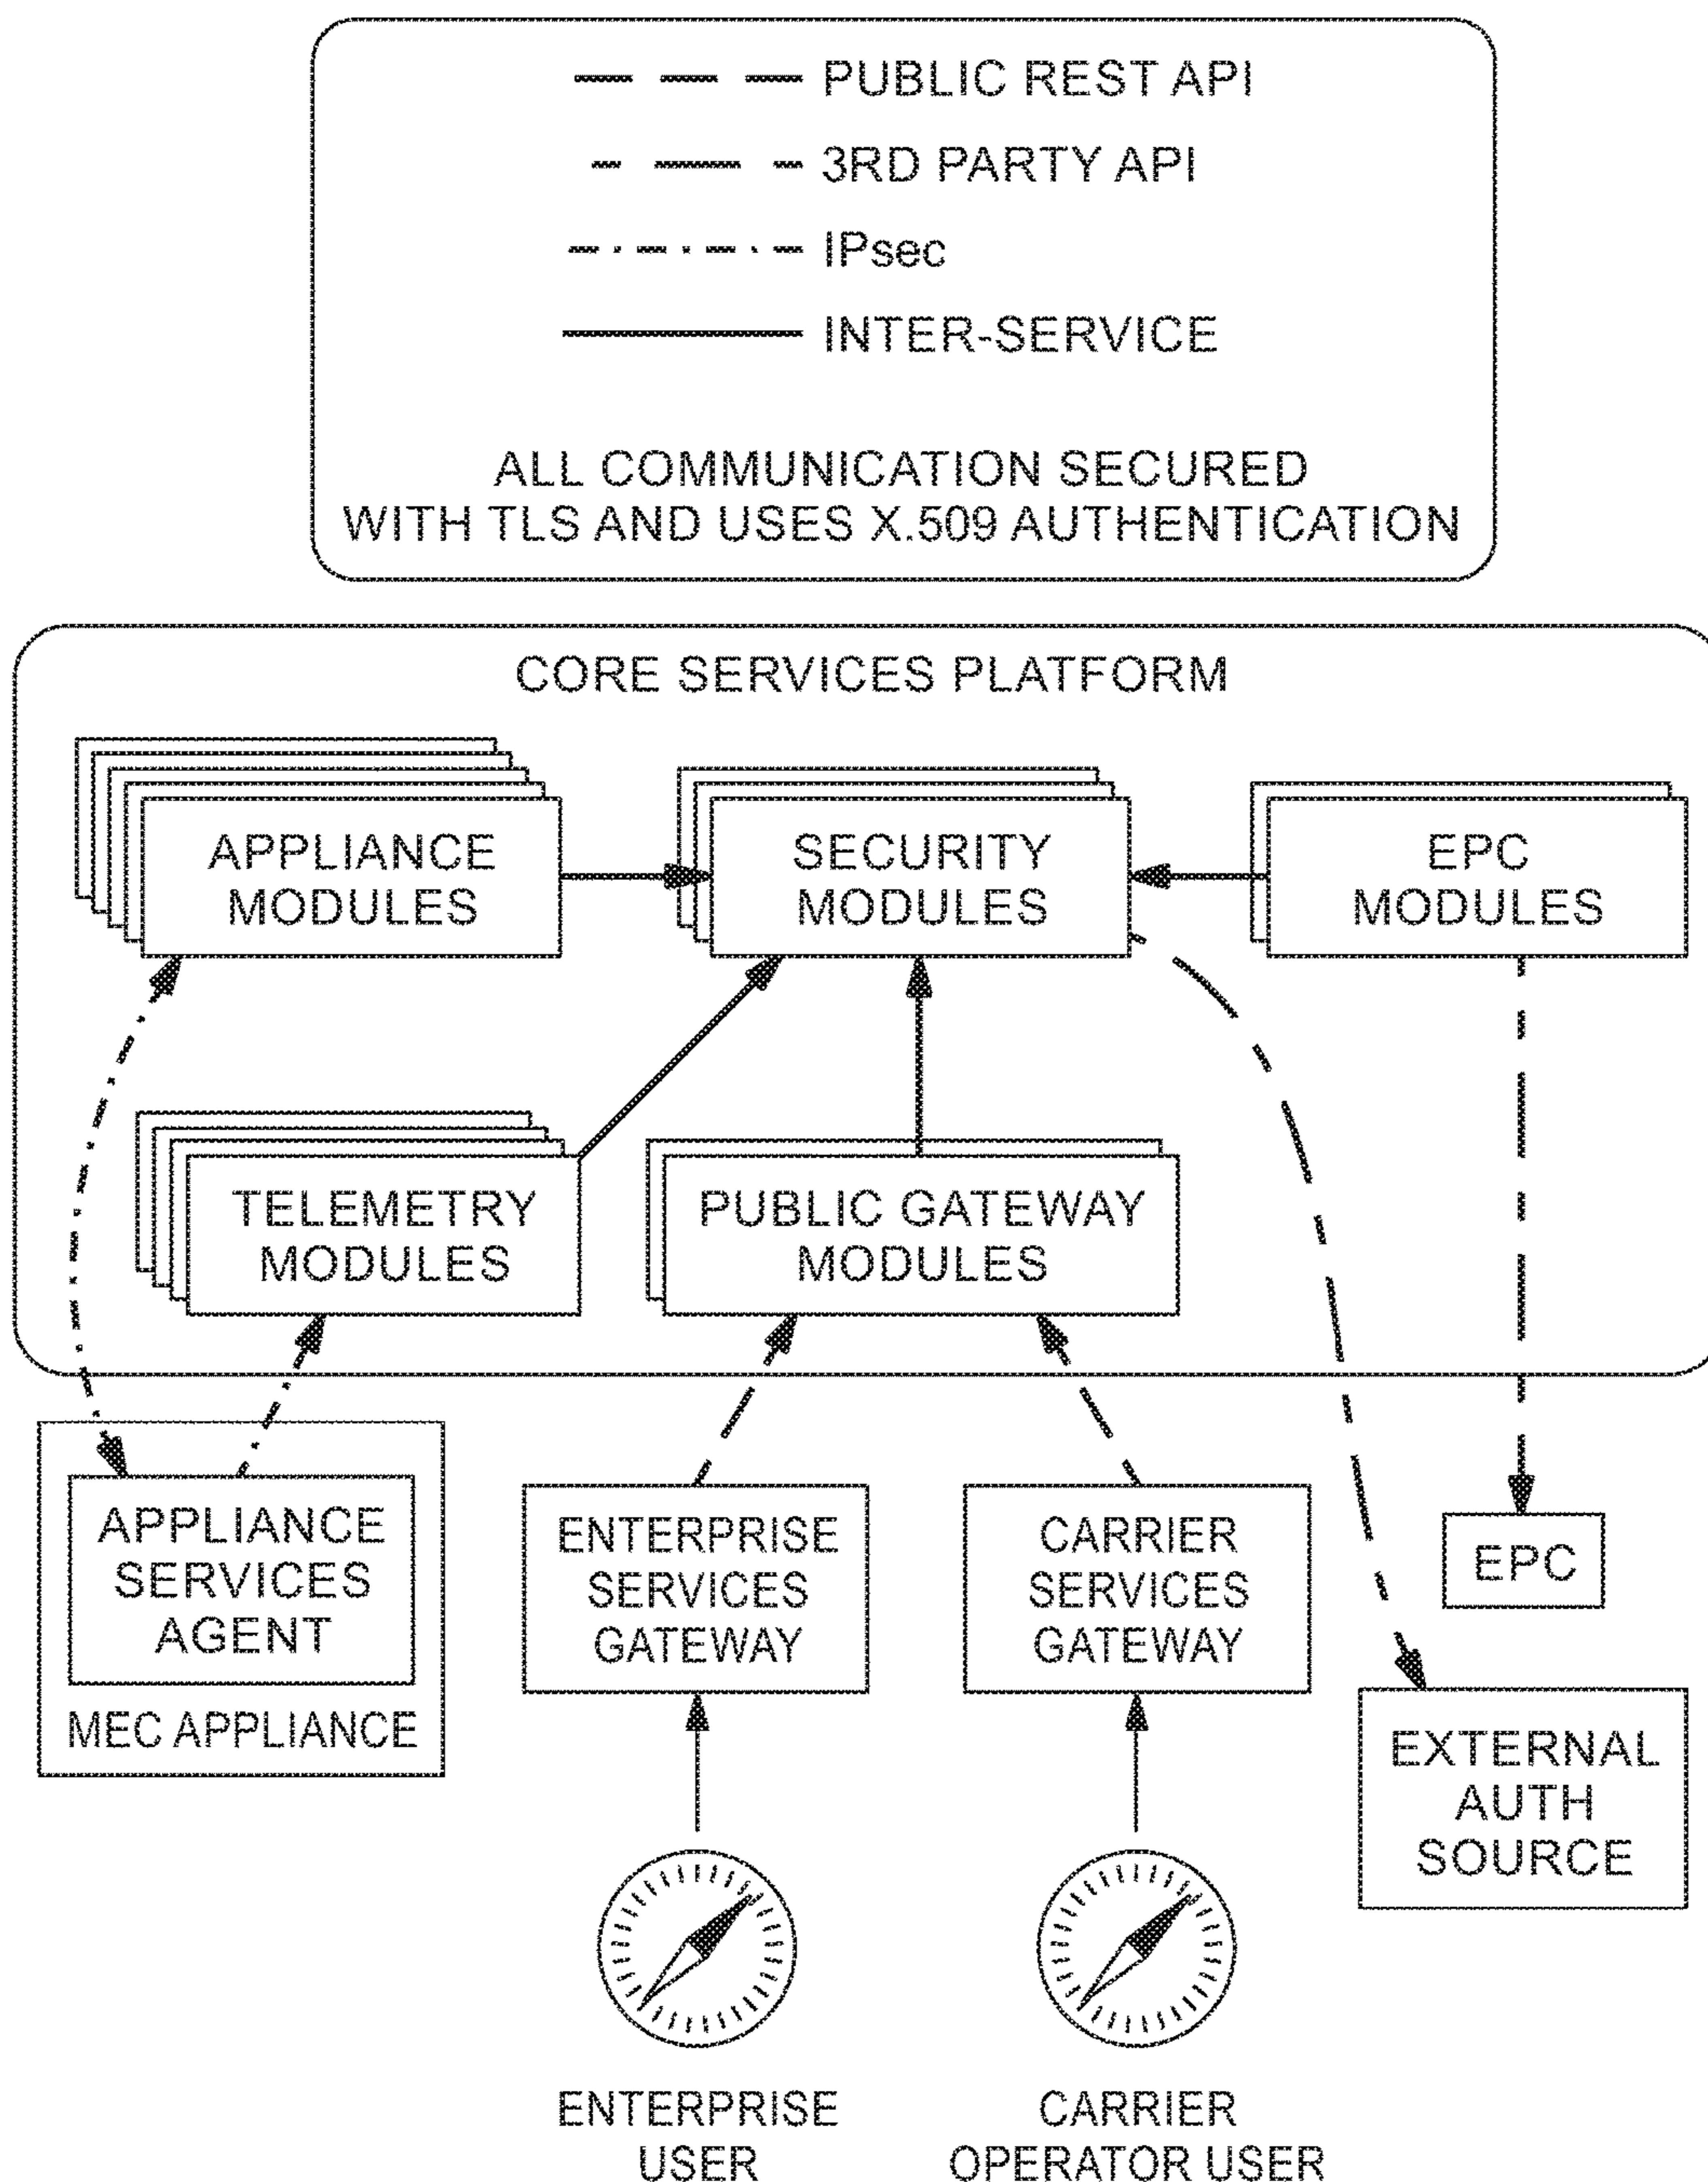 PUBLIC REST API
3RD PARTY API
IPsec
INTER-SERVICE
ALL COMMUNICATION SECURED
WITH TLS AND USES X.509 AUTHENTICATION
CORE SERVICES PLATFORM
APPLIANCE
MODULES
SECURITY
MODULES
EPC
MODULES
TELEMETRY
MODULES
PUBLIC GATEWAY
MODULES
APPLIANCE
SERVICES
AGENT
MEC APPLIANCE
ENTERPRISE
SERVICES
GATEWAY
CARRIER
SERVICES
GATEWAY
EPC
EXTERNAL
AUTH
SOURCE
ENTERPRISE
USER
CARRIER
OPERATOR USER